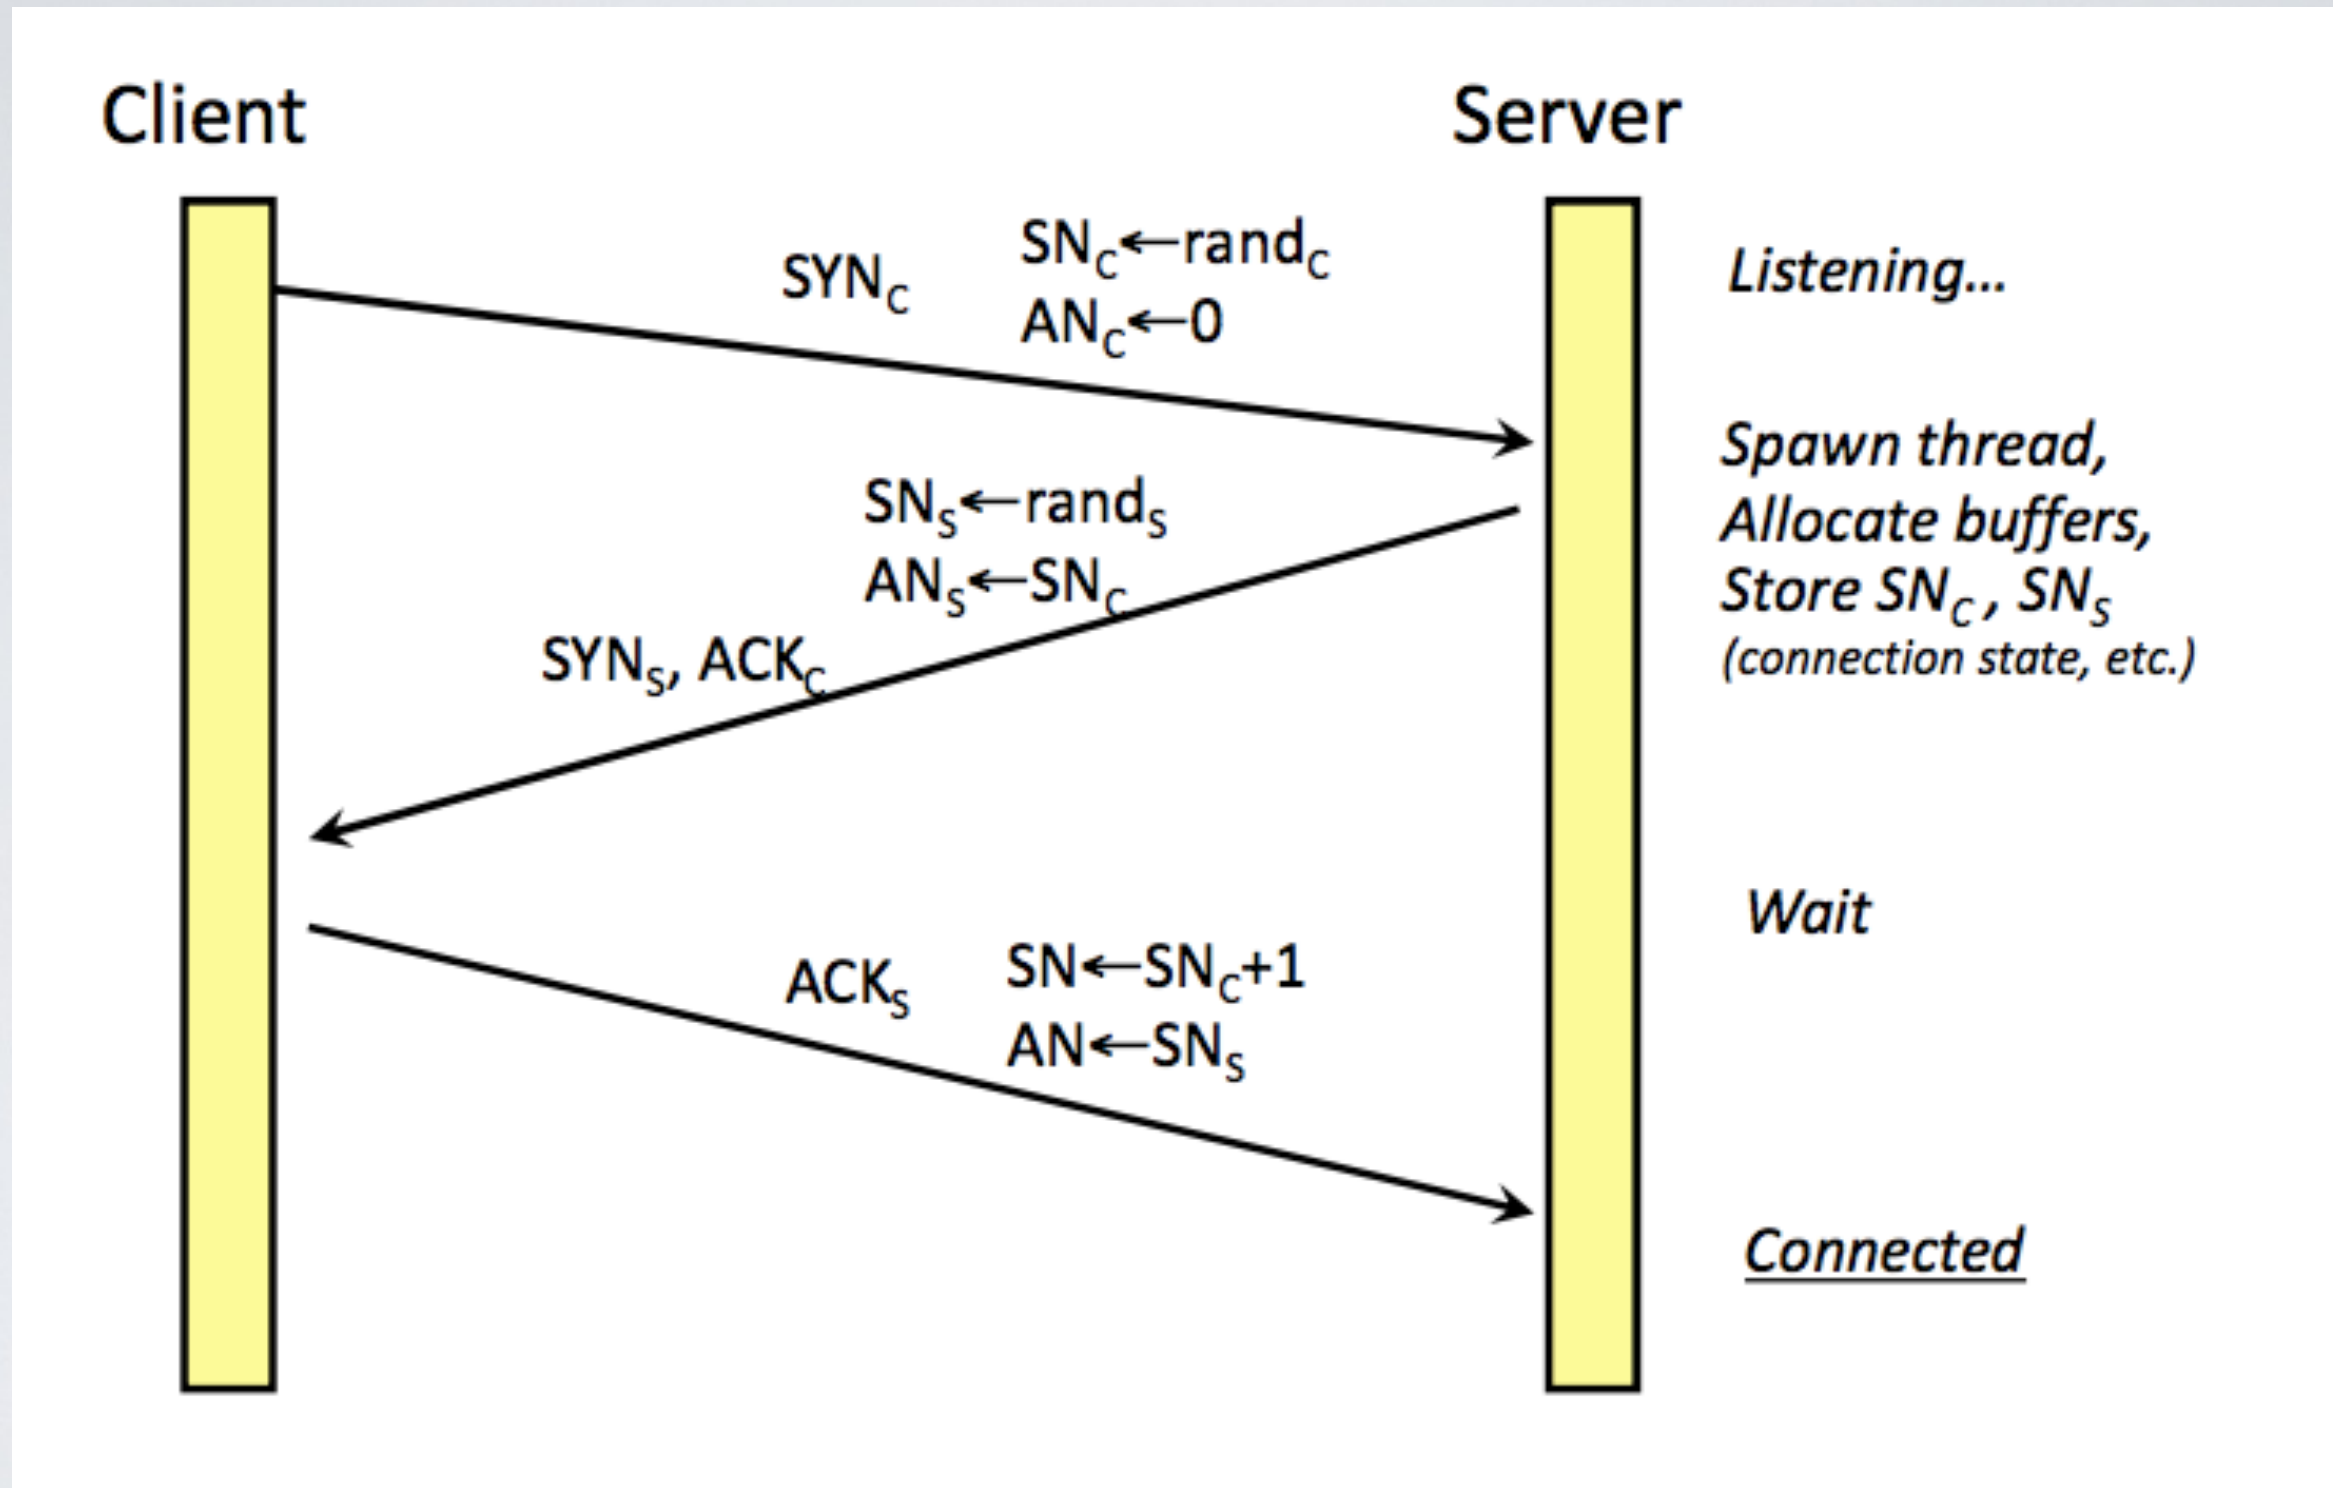 Client
Server
SYNC
SNC←randC
ANC←0
Listening...
Spawn thread,
Allocate buffers,
Store SNC, SNS
(connection state, etc.)
SNS←randS
ANS←SNC
SYNS, ACKC
Wait
ACKS
SN←SNC+1
AN←SNS
Connected